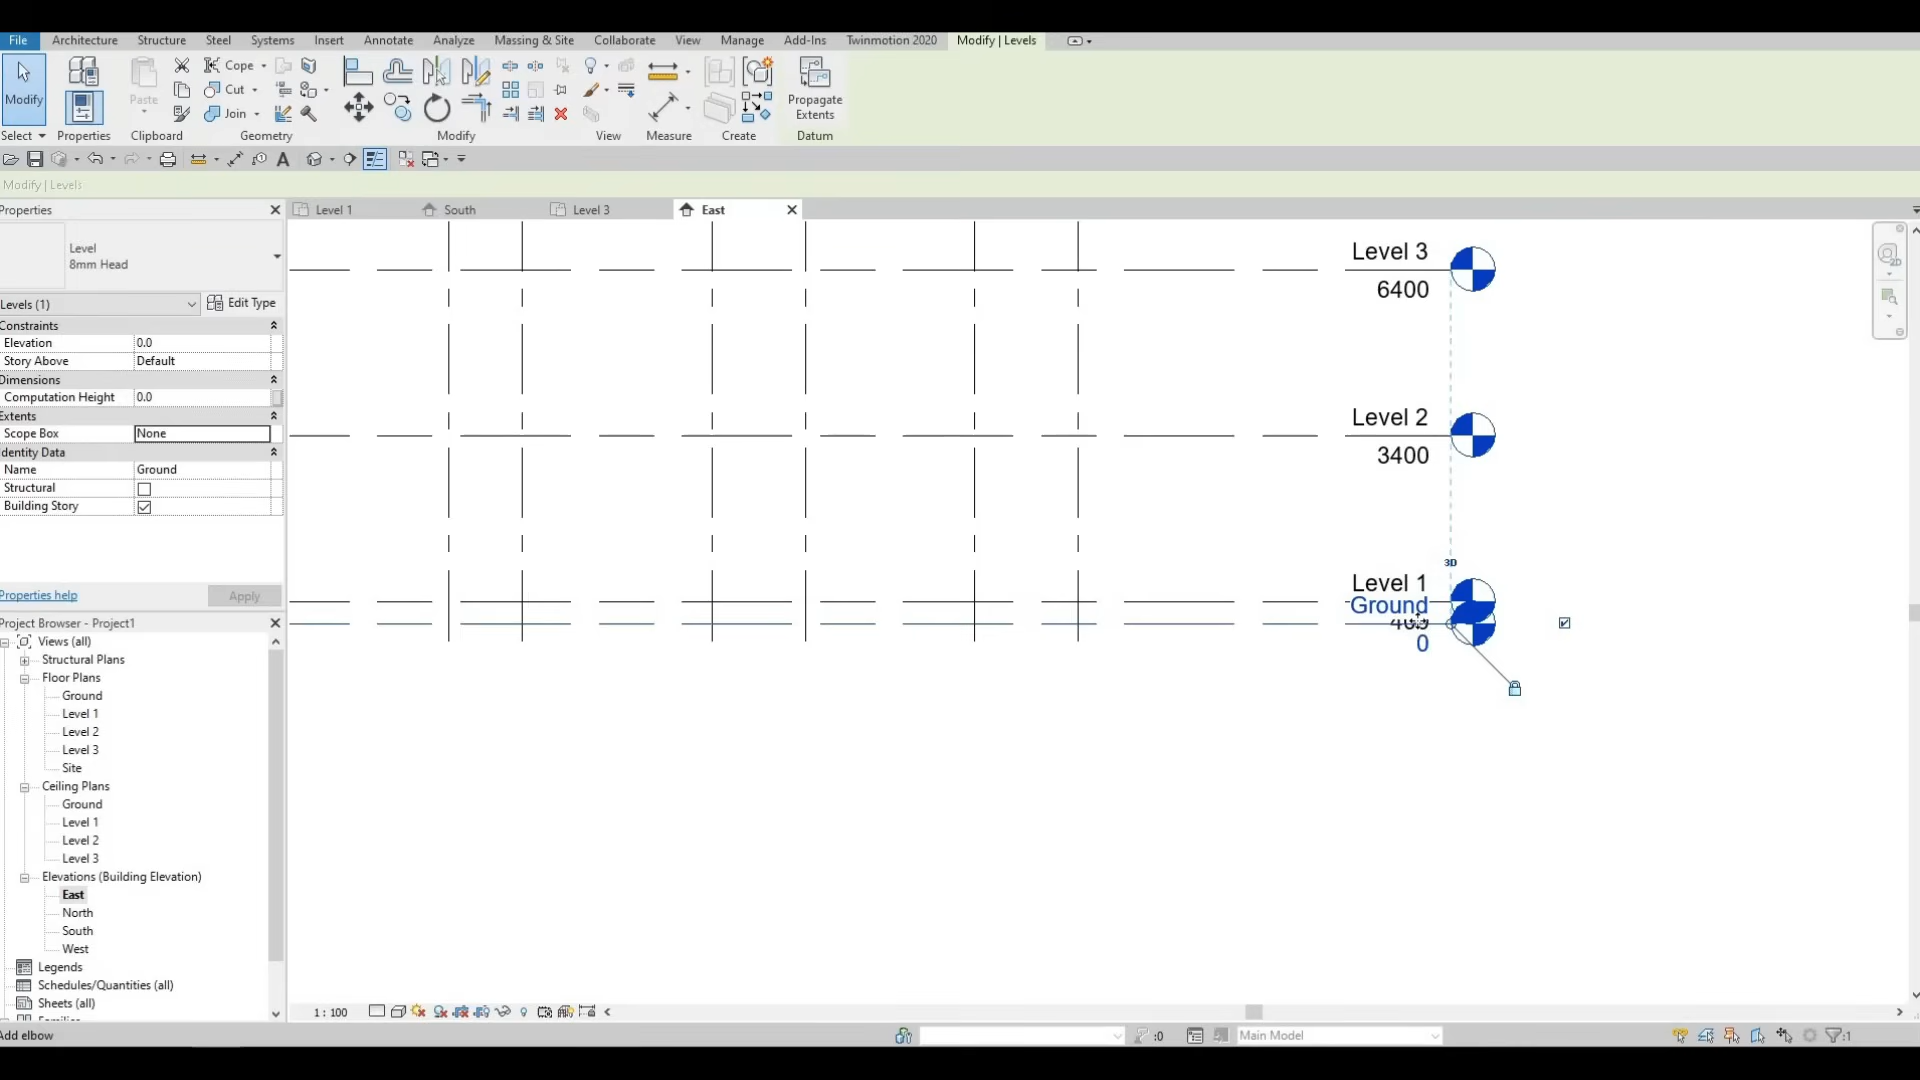 File Architecture Structure Steel Systems Insert Annotate Analyze Massing & Site Collaborate View Manage Add-Ins Twinmotion 2020 Modify | Levels
Modify
Paste
Cope
Cut
Join
Propagate
Extents
Select Properties Clipboard Geometry Modify View Measure Create Datum
Modify | Levels
Properties
Level 1 South Level 3 East
Level
8mm Head
Levels (1) Edit Type
Constraints
Elevation 0.0
Story Above Default
Dimensions
Computation Height 0.0
Extents
Scope Box None
Identity Data
Name Ground
Structural
Building Story
Properties help Apply
Project Browser - Project1
Views (all)
Structural Plans
Floor Plans
Ground
Level 1
Level 2
Level 3
Site
Ceiling Plans
Ground
Level 1
Level 2
Level 3
Elevations (Building Elevation)
East
North
South
West
Legends
Schedules/Quantities (all)
Sheets (all)
Level 3
6400
Level 2
3400
3D
Level 1
Ground
0
1 : 100
Add elbow
:0
Main Model
:1